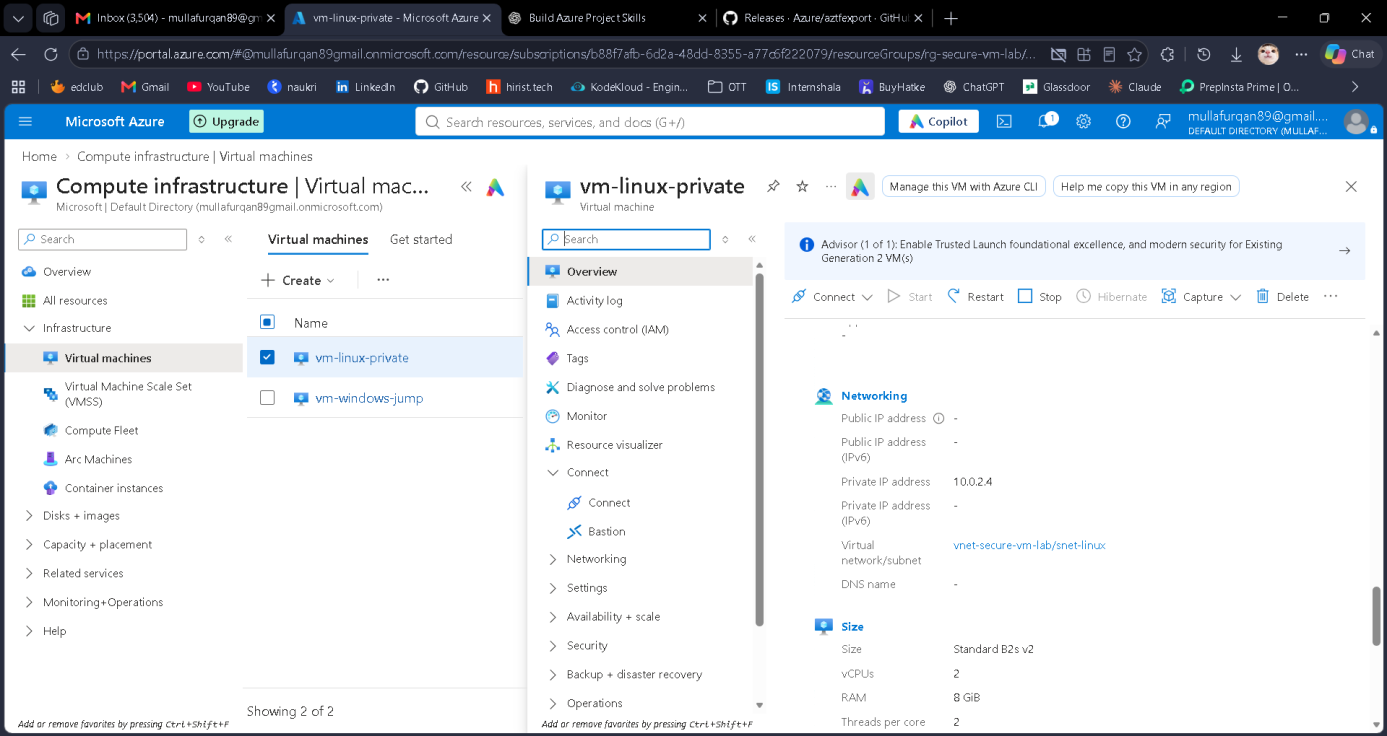 Inbox (3,504) - mullafurqan89@gm
vm-linux-private - Microsoft Azure
Build Azure Project Skills
Releases · Azure/aztfexport · GitHu
https://portal.azure.com/#@mullafurqan89gmail.onmicrosoft.com/resource/subscriptions/b88f7afb-6d2a-48dd-8355-a77c6f222079/resourceGroups/rg-secure-vm-lab/...
Chat
edclub
Gmail
YouTube
naukri
LinkedIn
GitHub
hirist.tech
KodeKloud - Engin...
OTT
Internshala
BuyHatke
ChatGPT
Glassdoor
Claude
PrepInsta Prime | O...
Microsoft Azure
Upgrade
Search resources, services, and docs (G+/)
Copilot
1
mullafurqan89@gmail....
DEFAULT DIRECTORY (MULLAF...
Home > Compute infrastructure | Virtual machines
Compute infrastructure | Virtual mac...
Microsoft | Default Directory (mullafurqan89gmail.onmicrosoft.com)
Search
Overview
All resources
Infrastructure
Virtual machines
Virtual Machine Scale Set
(VMSS)
Compute Fleet
Arc Machines
Container instances
Disks + images
Capacity + placement
Related services
Monitoring+Operations
Help
Add or remove favorites by pressing Ctrl+Shift+F
Virtual machines
Get started
Create
Name
vm-linux-private
vm-windows-jump
Showing 2 of 2
vm-linux-private
Virtual machine
Manage this VM with Azure CLI
Help me copy this VM in any region
Search
Overview
Activity log
Access control (IAM)
Tags
Diagnose and solve problems
Monitor
Resource visualizer
Connect
Connect
Bastion
Networking
Settings
Availability + scale
Security
Backup + disaster recovery
Operations
Add or remove favorites by pressing Ctrl+Shift+F
Advisor (1 of 1): Enable Trusted Launch foundational excellence, and modern security for Existing
Generation 2 VM(s)
Connect
Start
Restart
Stop
Hibernate
Capture
Delete
-
Networking
Public IP address -
Public IP address -
(IPv6)
Private IP address 10.0.2.4
Private IP address -
(IPv6)
Virtual vnet-secure-vm-lab/snet-linux
network/subnet
DNS name -
Size
Size Standard B2s v2
vCPUs 2
RAM 8 GiB
Threads per core 2